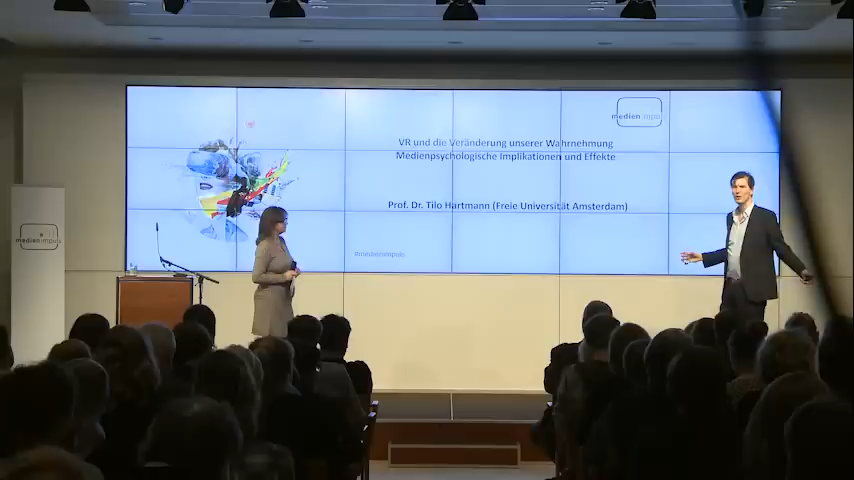 medien impuls
VR und die Veränderung unserer Wahrnehmung
Medienpsychologische Implikationen und Effekte
Prof. Dr. Tilo Hartmann (Freie Universität Amsterdam)
#medienimpuls
medien impuls